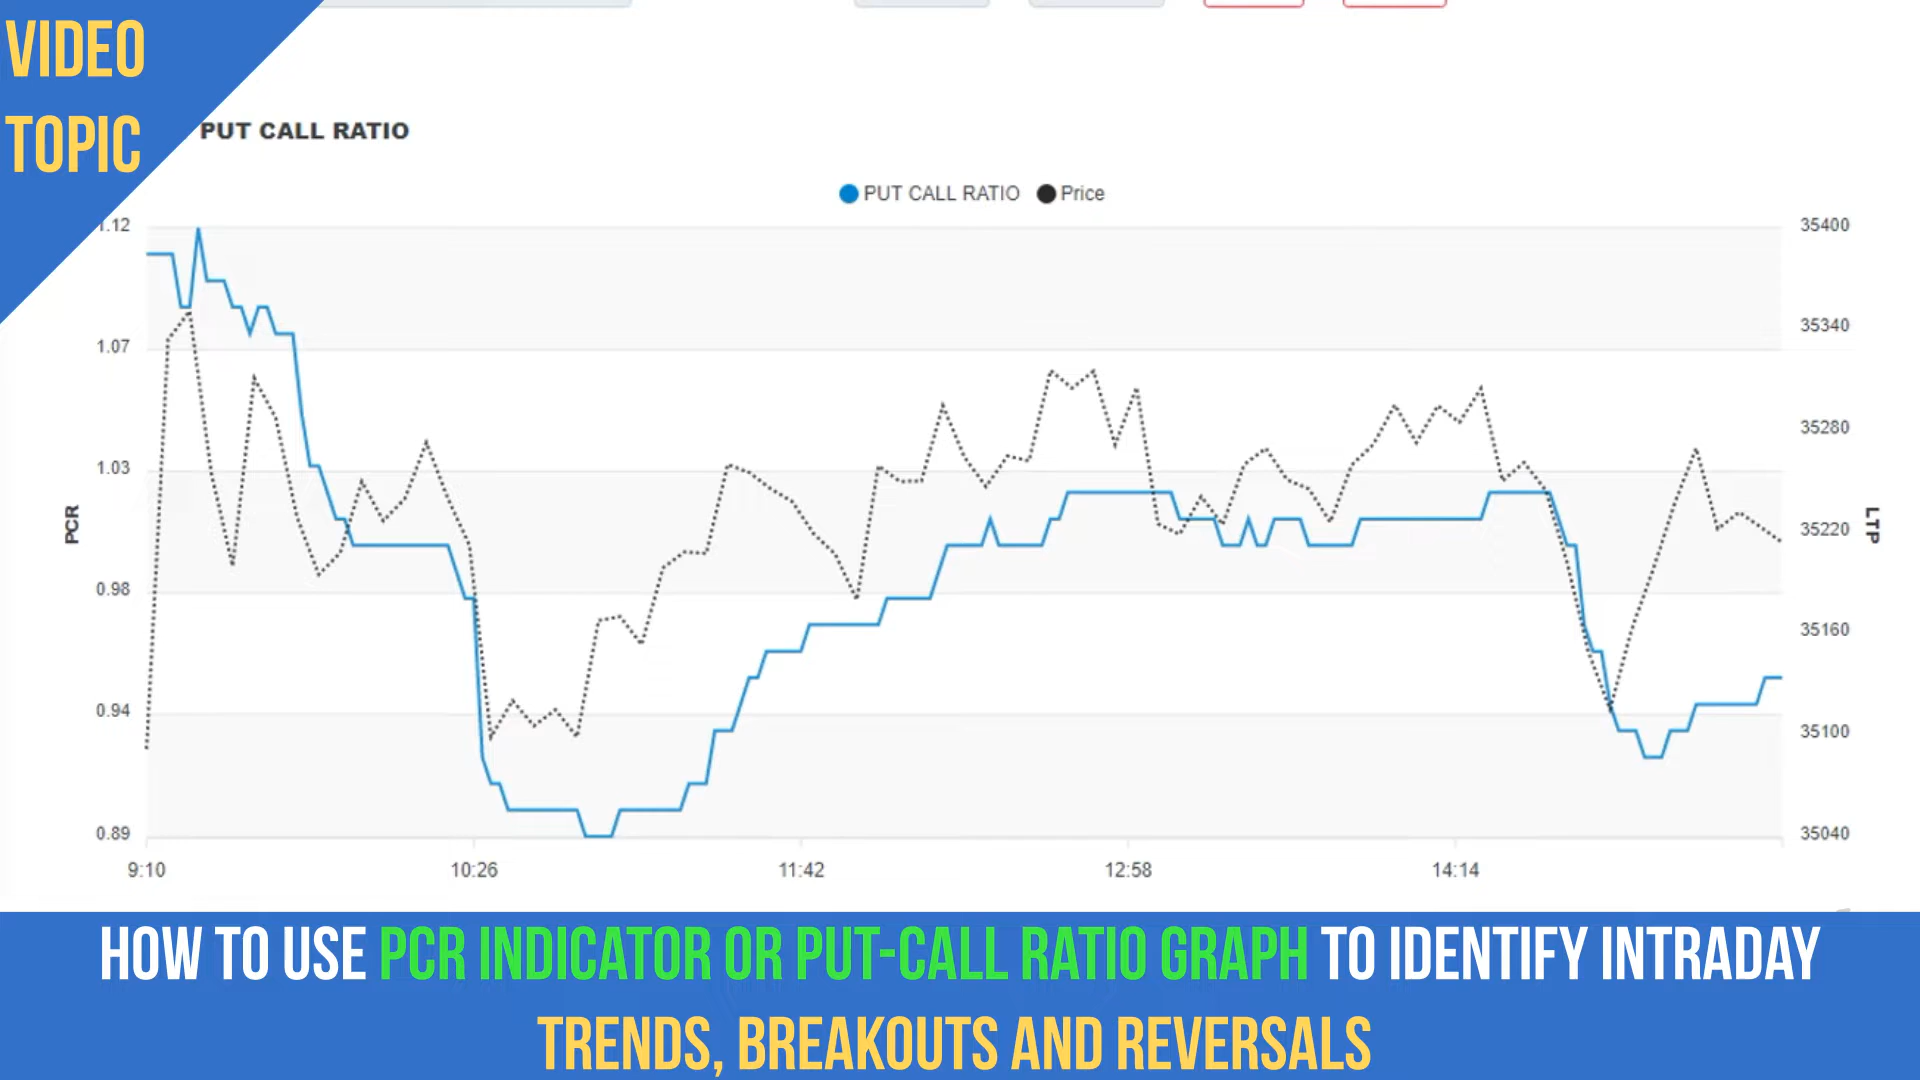 VIDEO
TOPIC
PUT CALL RATIO
PUT CALL RATIO Price
1.12
1.07
1.03
0.98
0.94
0.89
PCR
35400
35340
35280
35220
35160
35100
35040
LTP
9:10 10:26 11:42 12:58 14:14
HOW TO USE PCR INDICATOR OR PUT-CALL RATIO GRAPH TO IDENTIFY INTRADAY
TRENDS, BREAKOUTS AND REVERSALS